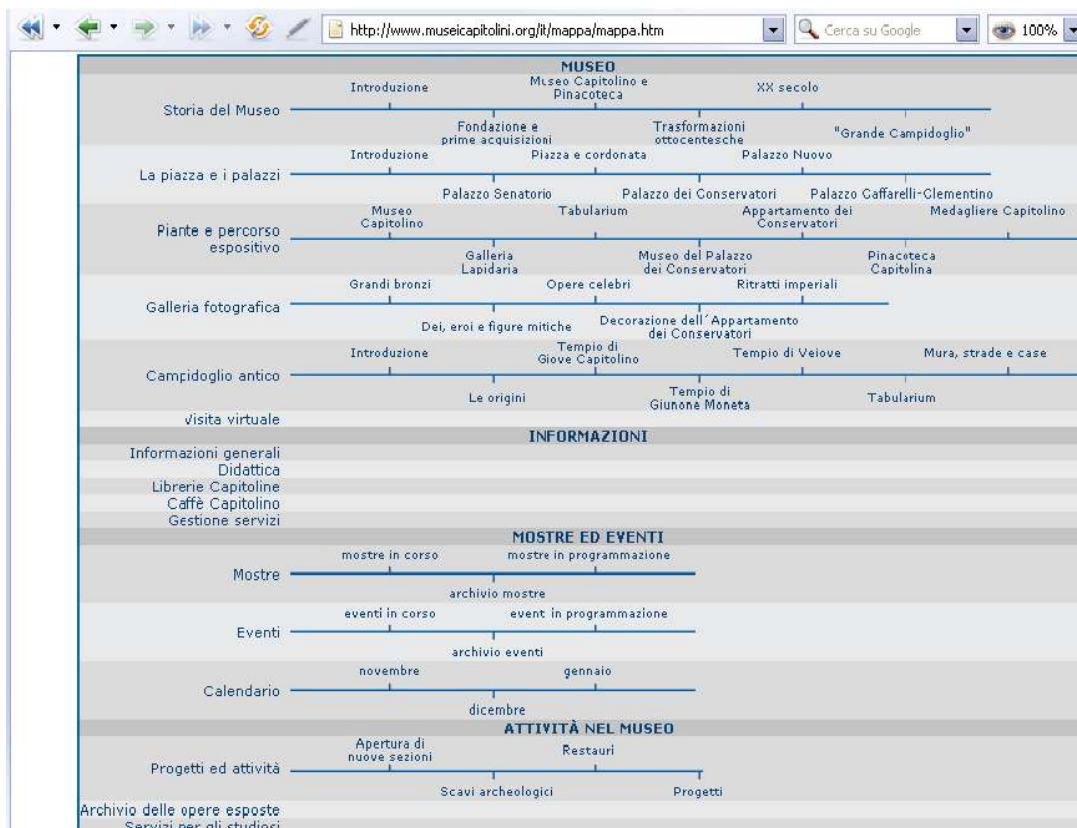 http://www.museicapitolini.org/it/mappa/mappa.htm Cerca su Google 100%
MUSEO
Storia del Museo
Introduzione
Fondazione e
prime acquisizioni
Museo Capitolino e
Pinacoteca
Trasformazioni
ottocentesche
XX secolo
"Grande Campidoglio"
La piazza e i palazzi
Introduzione
Palazzo Senatorio
Piazza e cordonata
Palazzo dei Conservatori
Palazzo Nuovo
Palazzo Caffarelli-Clementino
Piante e percorso
espositivo
Museo
Capitolino
Galleria
Lapidaria
Tabularium
Museo del Palazzo
dei Conservatori
Appartamento dei
Conservatori
Pinacoteca
Capitolina
Medagliere Capitolino
Galleria fotografica
Grandi bronzi
Dei, eroi e figure mitiche
Opere celebri
Decorazione dell´Appartamento
dei Conservatori
Ritratti imperiali
Campidoglio antico
Introduzione
Le origini
Tempio di
Giove Capitolino
Tempio di
Giunone Moneta
Tempio di Veiove
Tabularium
Mura, strade e case
Visita virtuale
INFORMAZIONI
Informazioni generali
Didattica
Librerie Capitoline
Caffè Capitolino
Gestione servizi
MOSTRE ED EVENTI
Mostre
mostre in corso
archivio mostre
mostre in programmazione
Eventi
eventi in corso
archivio eventi
event in programmazione
Calendario
novembre
dicembre
gennaio
ATTIVITÀ NEL MUSEO
Progetti ed attività
Apertura di
nuove sezioni
Scavi archeologici
Restauri
Progetti
Archivio delle opere esposte
Servizi per gli studiosi